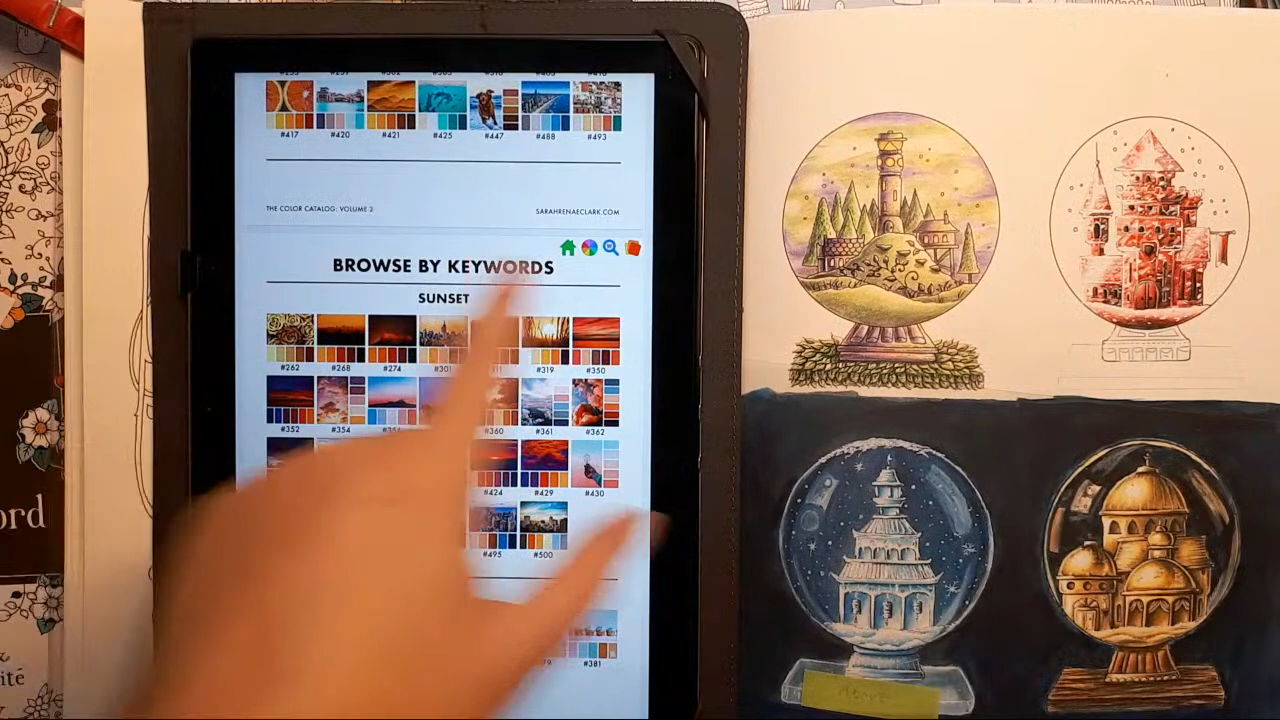 #417 #420 #421 #425 #447 #488 #493
THE COLOR CATALOG: VOLUME 3
SARAHRENAECLARK.COM
BROWSE BY KEYWORDS
SUNSET
#262 #268 #274 #301 #319 #350
#352 #354 #360 #361 #362
#424 #429 #430
#495 #500
#381
ord
ité